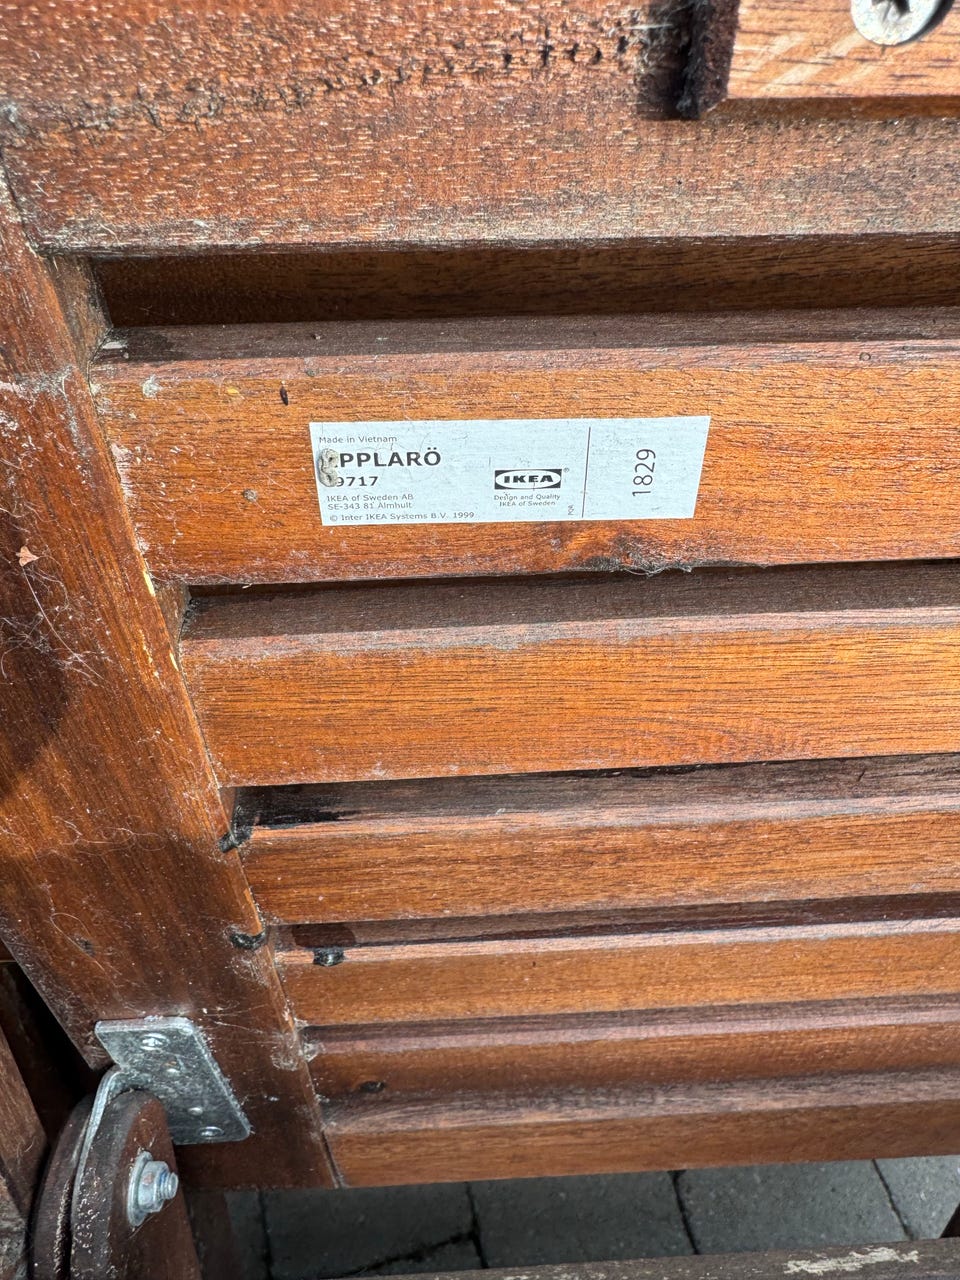 Made in Vietnam
PPLARÖ
9717
IKEA of Sweden AB
SE-343 81 Älmhult
© Inter IKEA Systems B.V. 1999
IKEA®
Design and Quality
IKEA of Sweden
1829